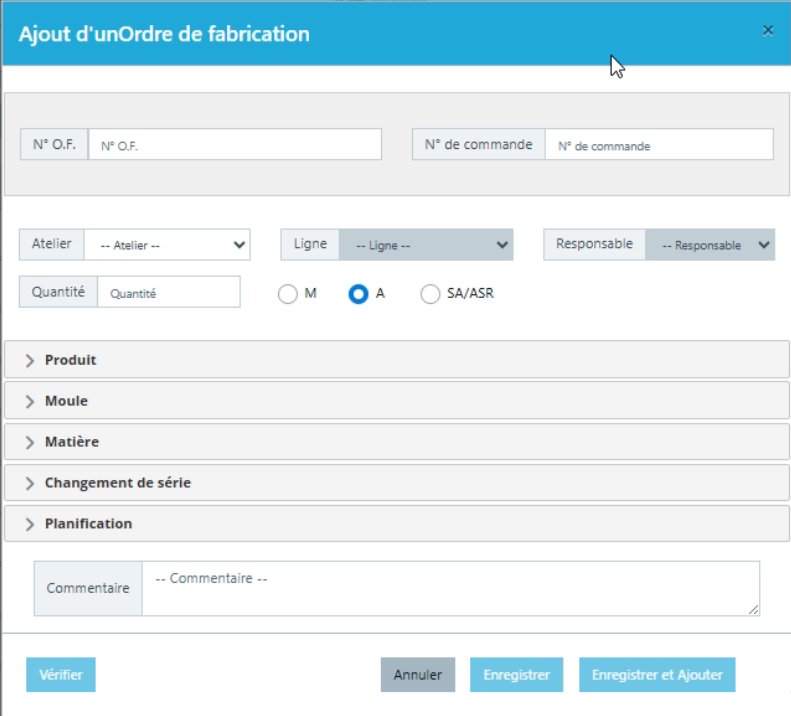 Ajout d'unOrdre de fabrication ×
N° O.F. N° O.F. N° de commande N° de commande
Atelier -- Atelier -- Ligne -- Ligne -- Responsable -- Responsable
Quantité Quantité M A SA/ASR
Produit
Moule
Matière
Changement de série
Planification
Commentaire -- Commentaire --
Vérifier Annuler Enregistrer Enregistrer et Ajouter